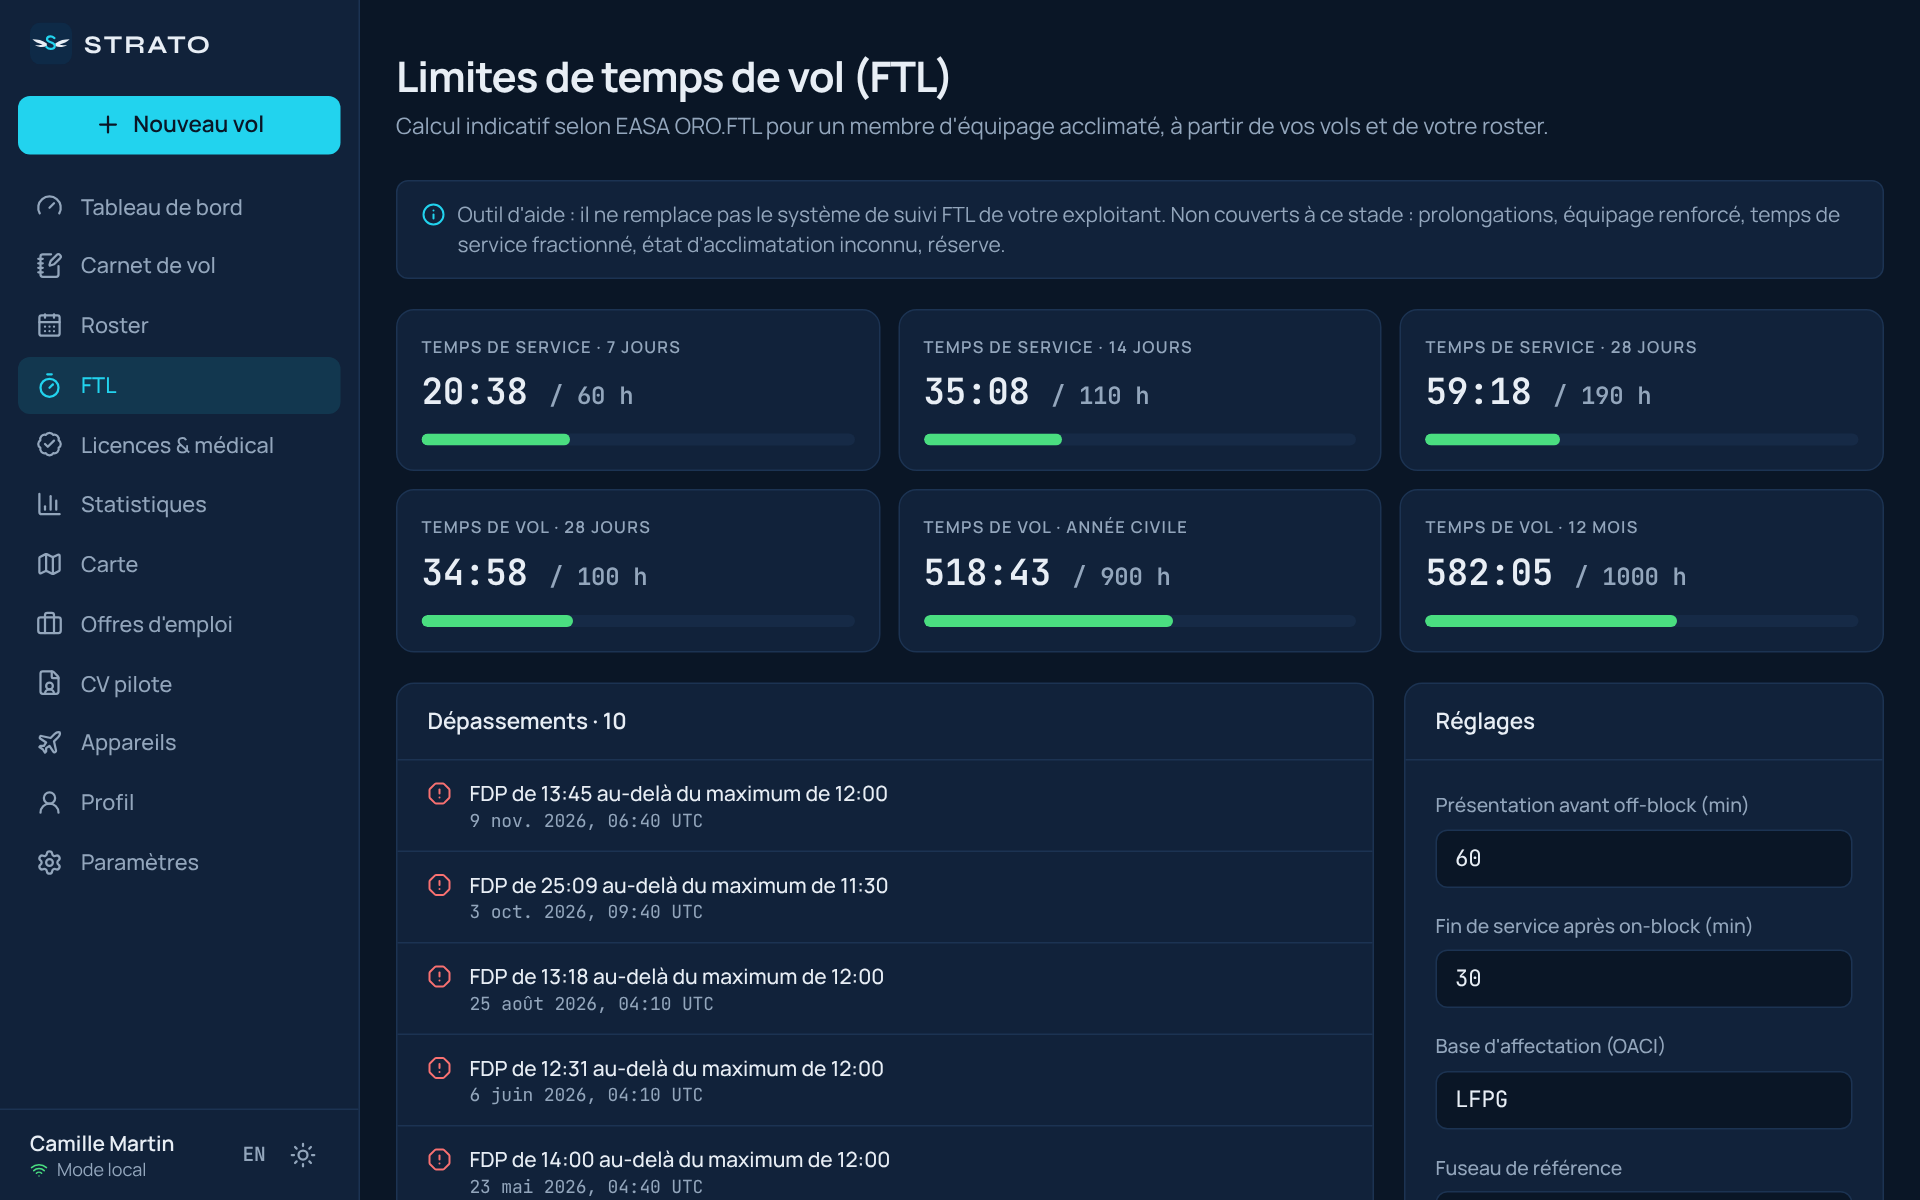 STRATO
Nouveau vol
Tableau de bord
Carnet de vol
Roster
FTL
Licences & médical
Statistiques
Carte
Offres d'emploi
CV pilote
Appareils
Profil
Paramètres
Camille Martin
Mode local
EN
Limites de temps de vol (FTL)
Calcul indicatif selon EASA ORO.FTL pour un membre d'équipage acclimaté, à partir de vos vols et de votre roster.
Outil d'aide : il ne remplace pas le système de suivi FTL de votre exploitant. Non couverts à ce stade : prolongations, équipage renforcé, temps de
service fractionné, état d'acclimatation inconnu, réserve.
TEMPS DE SERVICE · 7 JOURS
20:38 / 60 h
TEMPS DE SERVICE · 14 JOURS
35:08 / 110 h
TEMPS DE SERVICE · 28 JOURS
59:18 / 190 h
TEMPS DE VOL · 28 JOURS
34:58 / 100 h
TEMPS DE VOL · ANNÉE CIVILE
518:43 / 900 h
TEMPS DE VOL · 12 MOIS
582:05 / 1000 h
Dépassements · 10
FDP de 13:45 au-delà du maximum de 12:00
9 nov. 2026, 06:40 UTC
FDP de 25:09 au-delà du maximum de 11:30
3 oct. 2026, 09:40 UTC
FDP de 13:18 au-delà du maximum de 12:00
25 août 2026, 04:10 UTC
FDP de 12:31 au-delà du maximum de 12:00
6 juin 2026, 04:10 UTC
FDP de 14:00 au-delà du maximum de 12:00
23 mai 2026, 04:40 UTC
Réglages
Présentation avant off-block (min)
60
Fin de service après on-block (min)
30
Base d'affectation (OACI)
LFPG
Fuseau de référence